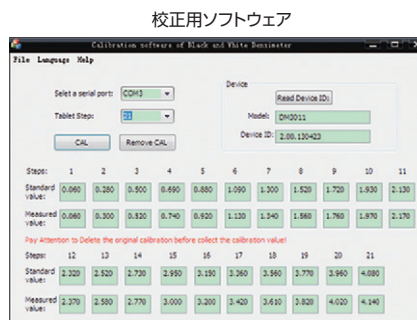 校正用ソフトウェア
Calibration software of Black and White Densimeter
File Language Help
Selet a serial port: COM3
Tablet Step: 21
CAL Remove CAL
Device
Read Device ID:
Model: DM2011
Device ID: 2.00.130423
Steps: 1 2 3 4 5 6 7 8 9 10 11
Standard value: 0.060 0.280 0.500 0.690 0.880 1.090 1.300 1.520 1.720 1.930 2.130
Measured value: 0.060 0.300 0.520 0.740 0.920 1.130 1.340 1.560 1.760 1.970 2.170
Pay Attention to Delete the original calibration before collect the calibration value!
Steps: 12 13 14 15 16 17 18 19 20 21
Standard value: 2.320 2.520 2.730 2.950 3.150 3.360 3.560 3.770 3.960 4.080
Measured value: 2.370 2.580 2.770 3.000 3.200 3.420 3.610 3.820 4.020 4.140